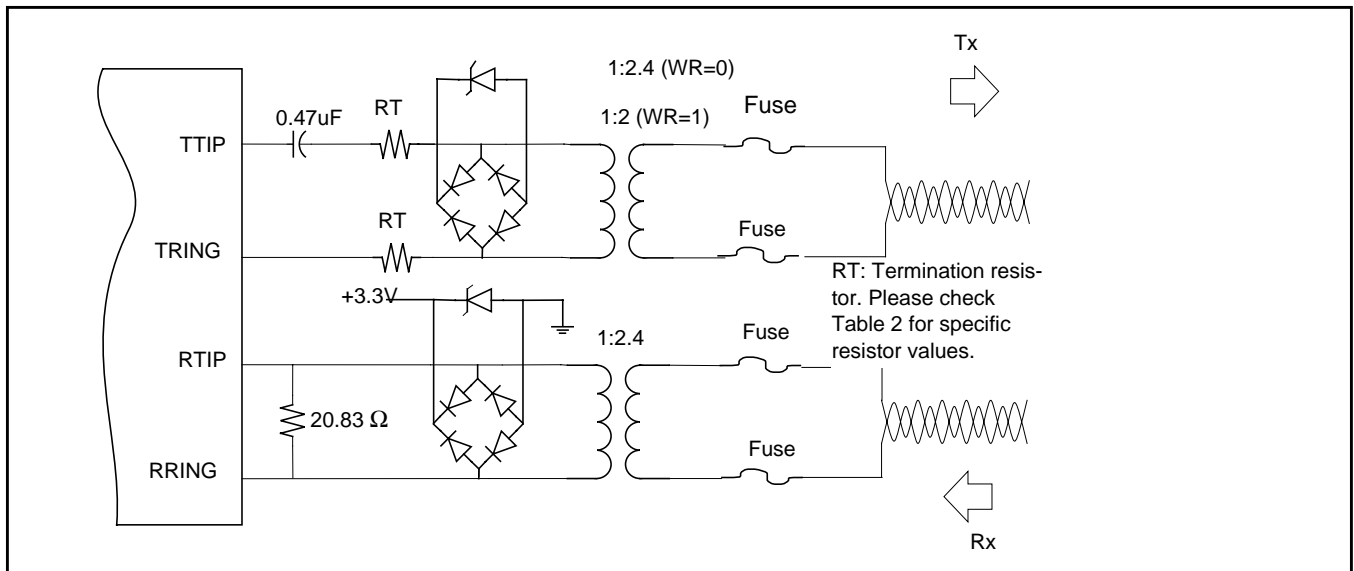 Tx
1:2.4 (WR=0)
Fuse
0.47uF
RT
1:2 (WR=1)
TTIP
RT
Fuse
TRING
RT: Termination resis-
tor. Please check
Table 2 for specific
resistor values.
+3.3V
1:2.4
Fuse
RTIP
20.83 Ω
Fuse
RRING
Rx